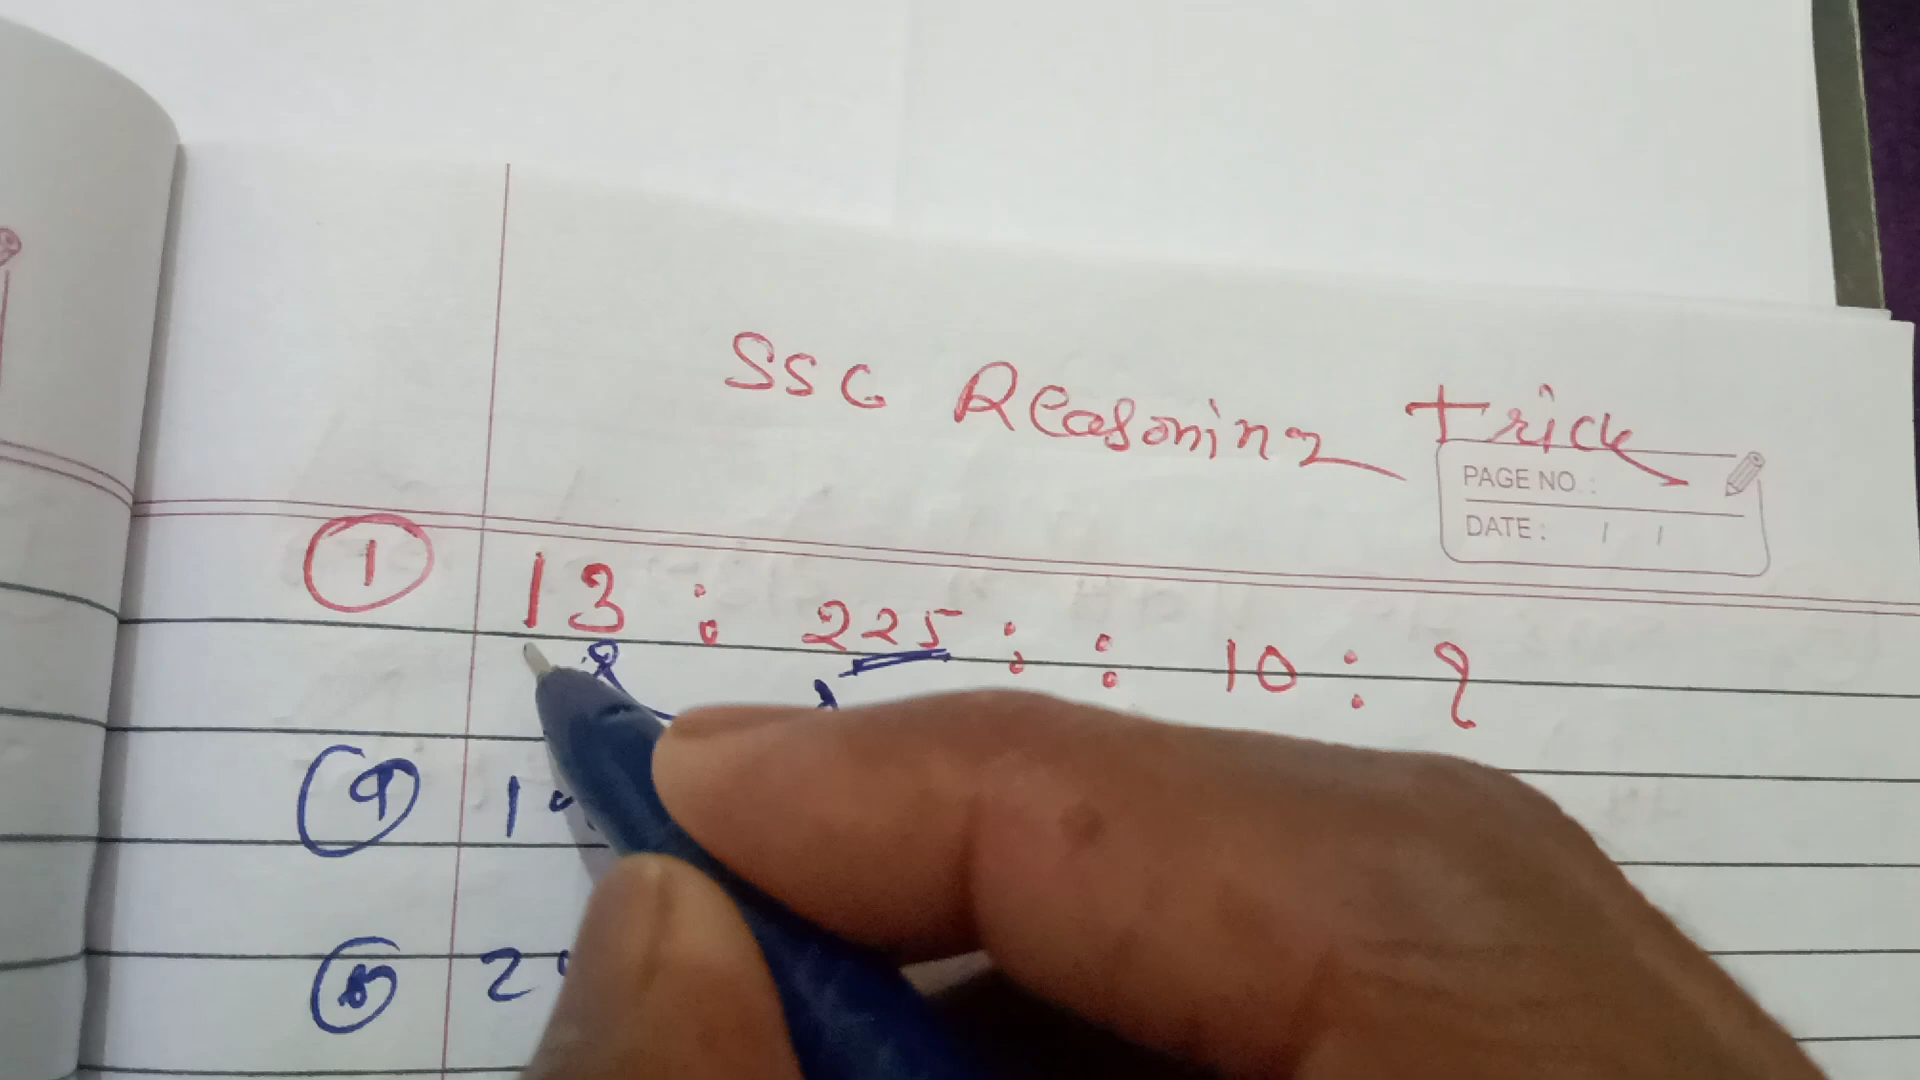 SSC Reasoning Trick
PAGE NO. :
DATE: / /
① 13 : 225 : : 10 : ?